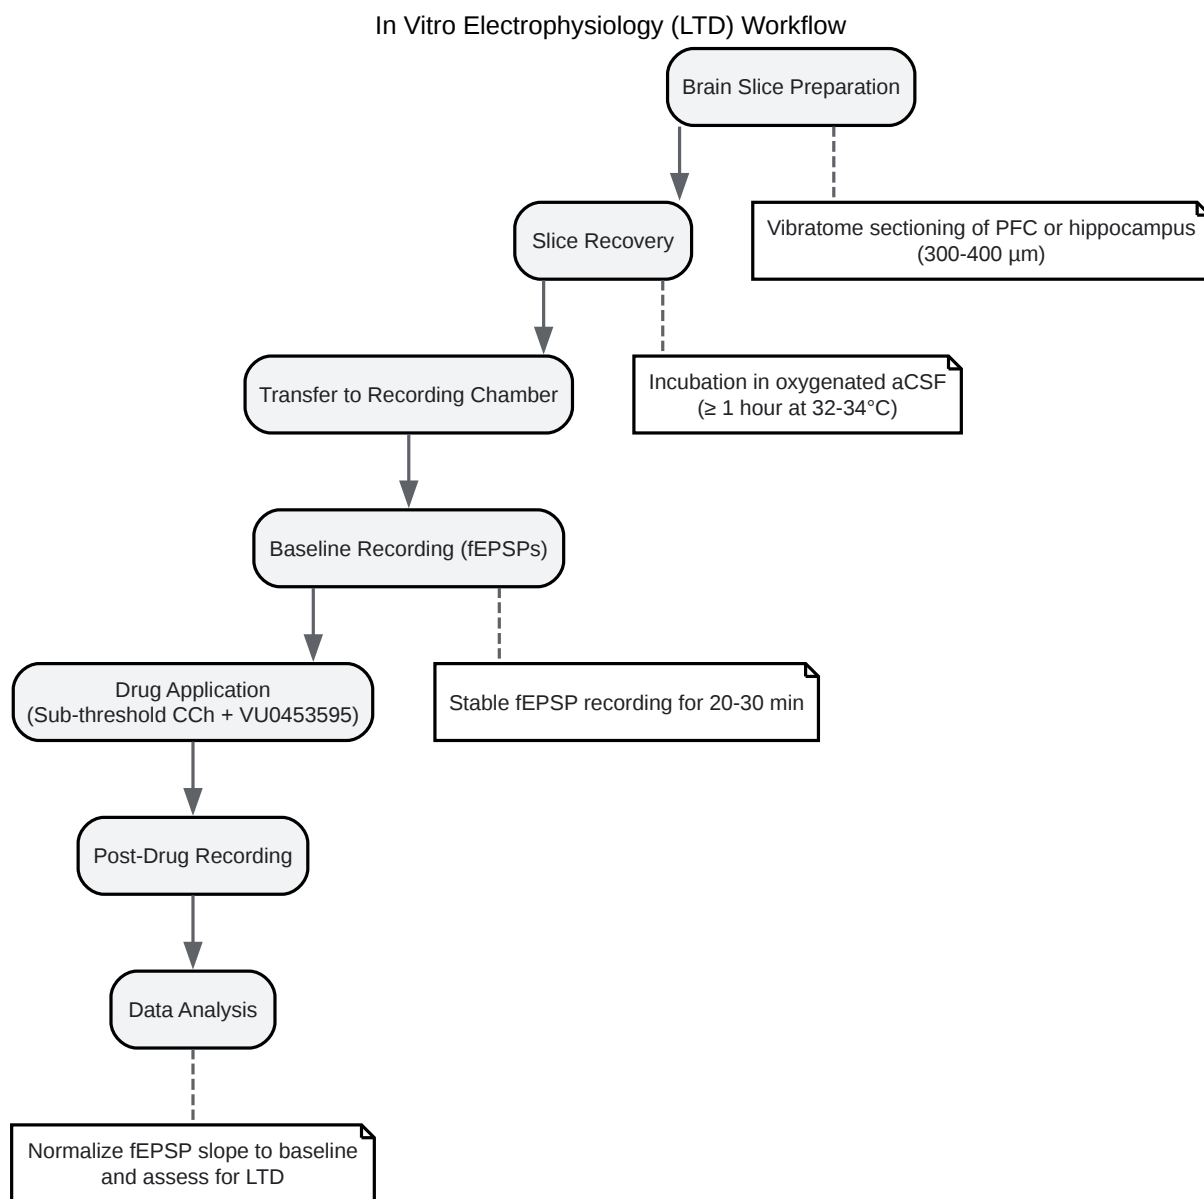 In Vitro Electrophysiology (LTD) Workflow
Brain Slice Preparation
Slice Recovery
Vibratome sectioning of PFC or hippocampus
(300-400 µm)
Transfer to Recording Chamber
Incubation in oxygenated aCSF
(≥ 1 hour at 32-34°C)
Baseline Recording (fEPSPs)
Drug Application
(Sub-threshold CCh + VU0453595)
Stable fEPSP recording for 20-30 min
Post-Drug Recording
Data Analysis
Normalize fEPSP slope to baseline
and assess for LTD